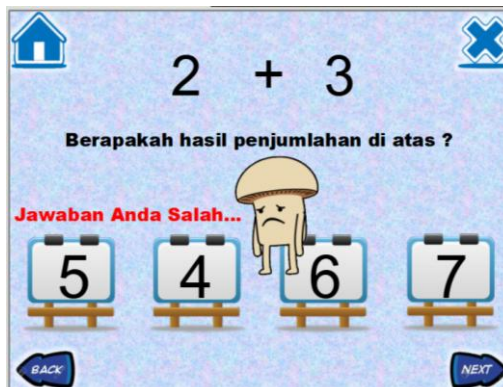 2 + 3
Berapakah hasil penjumlahan di atas ?
Jawaban Anda Salah...
5 4 6 7
BACK NEXT